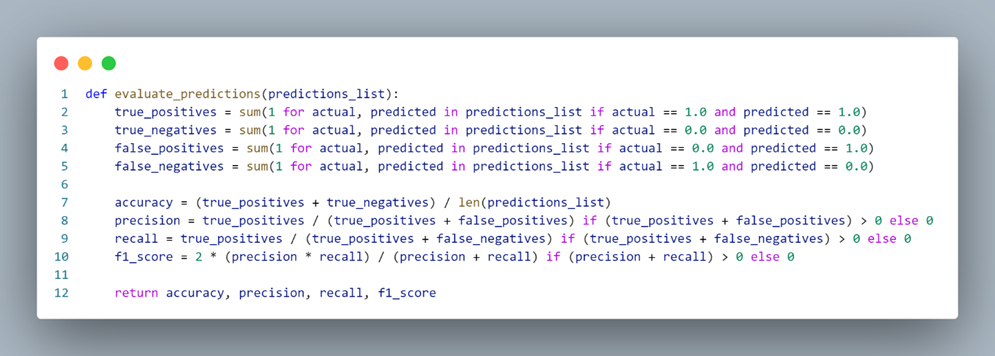 1 def evaluate_predictions(predictions_list):
2     true_positives = sum(1 for actual, predicted in predictions_list if actual == 1.0 and predicted == 1.0)
3     true_negatives = sum(1 for actual, predicted in predictions_list if actual == 0.0 and predicted == 0.0)
4     false_positives = sum(1 for actual, predicted in predictions_list if actual == 0.0 and predicted == 1.0)
5     false_negatives = sum(1 for actual, predicted in predictions_list if actual == 1.0 and predicted == 0.0)
6
7     accuracy = (true_positives + true_negatives) / len(predictions_list)
8     precision = true_positives / (true_positives + false_positives) if (true_positives + false_positives) > 0 else 0
9     recall = true_positives / (true_positives + false_negatives) if (true_positives + false_negatives) > 0 else 0
10     f1_score = 2 * (precision * recall) / (precision + recall) if (precision + recall) > 0 else 0
11
12     return accuracy, precision, recall, f1_score